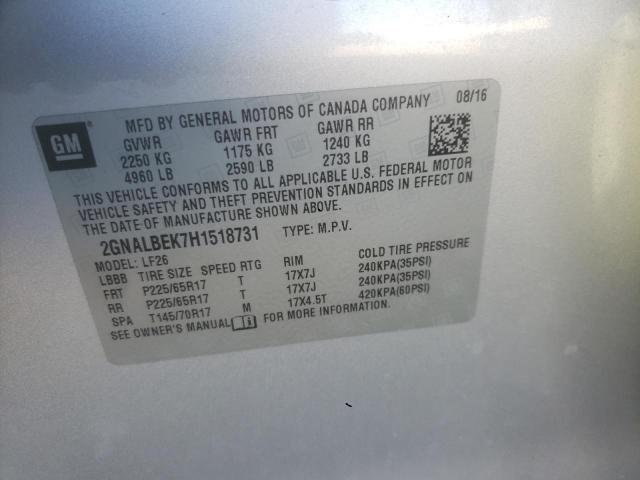 MFD BY GENERAL MOTORS OF CANADA COMPANY 08/16
GM
GVWR GAWR FRT GAWR RR
2250 KG 1175 KG 1240 KG
4960 LB 2590 LB 2733 LB
THIS VEHICLE CONFORMS TO ALL APPLICABLE U.S. FEDERAL MOTOR
VEHICLE SAFETY AND THEFT PREVENTION STANDARDS IN EFFECT ON
THE DATE OF MANUFACTURE SHOWN ABOVE.
2GNALBEK7H1518731 TYPE: M.P.V.
MODEL: LF26
LBBB TIRE SIZE SPEED RTG RIM COLD TIRE PRESSURE
FRT P225/65R17 T 17X7J 240KPA(35PSI)
RR P225/65R17 T 17X7J 240KPA(35PSI)
SPA T145/70R17 M 17X4.5T 420KPA(60PSI)
SEE OWNER'S MANUAL FOR MORE INFORMATION.